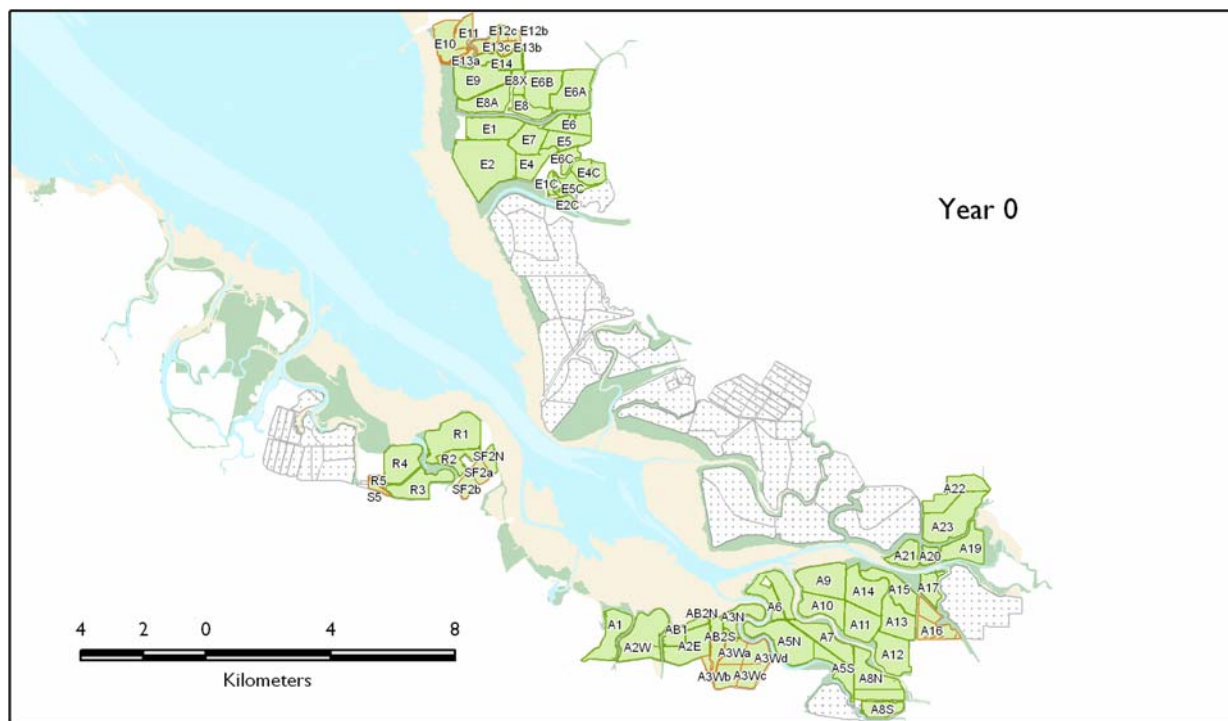 E11 E12c E12b
E10 E13c E13b
E13a E14
E9 E8X E6B
E6A
E8A E8
E1 E6
E7 E5
E2 E4 E6C
E4C
E1C E5C
E2C
Year 0
R1
R4 R2 SF2N
SF2a
R5 R3 SF2b
S5
A22
A23
A21 A20 A19
A9 A14 A15 A17
A6
A10
AB2N A3N
A1 AB1 A11 A13 A16
A2W A2E AB2S A5N A7
A3Wa A3Wd A12
A3Wb A3Wc A5S A8N
A8S
4 2 0 4 8
Kilometers